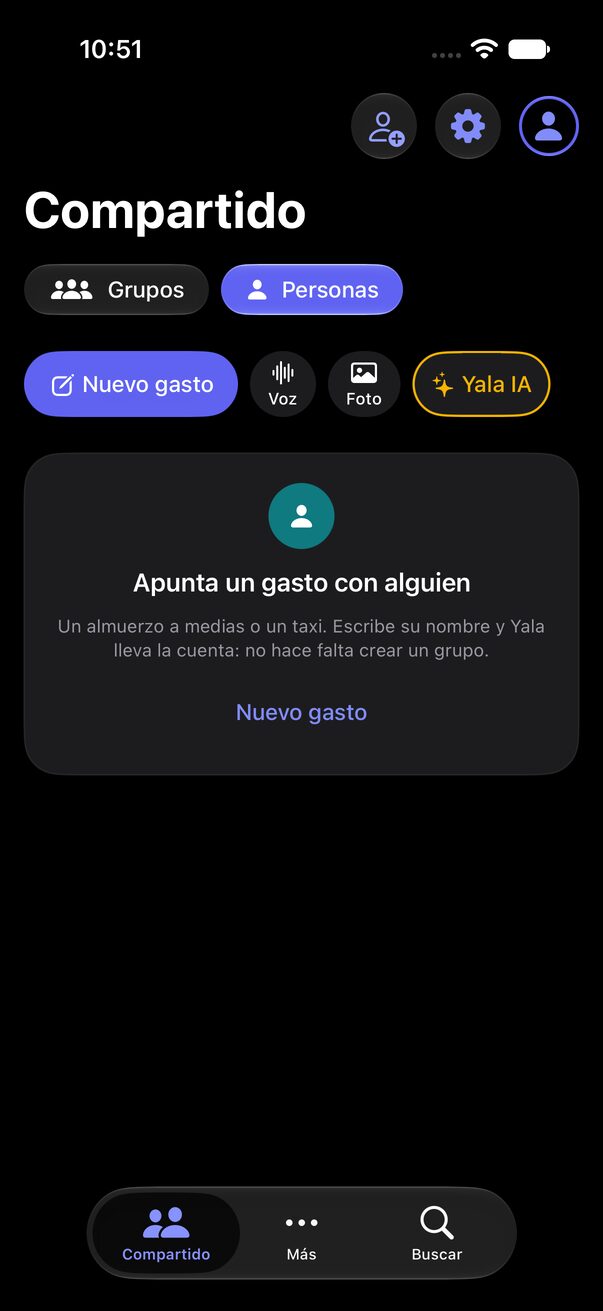 10:51
Compartido
Grupos
Personas
Nuevo gasto
Voz
Foto
Yala IA
Apunta un gasto con alguien
Un almuerzo a medias o un taxi. Escribe su nombre y Yala
lleva la cuenta: no hace falta crear un grupo.
Nuevo gasto
Compartido
Más
Buscar